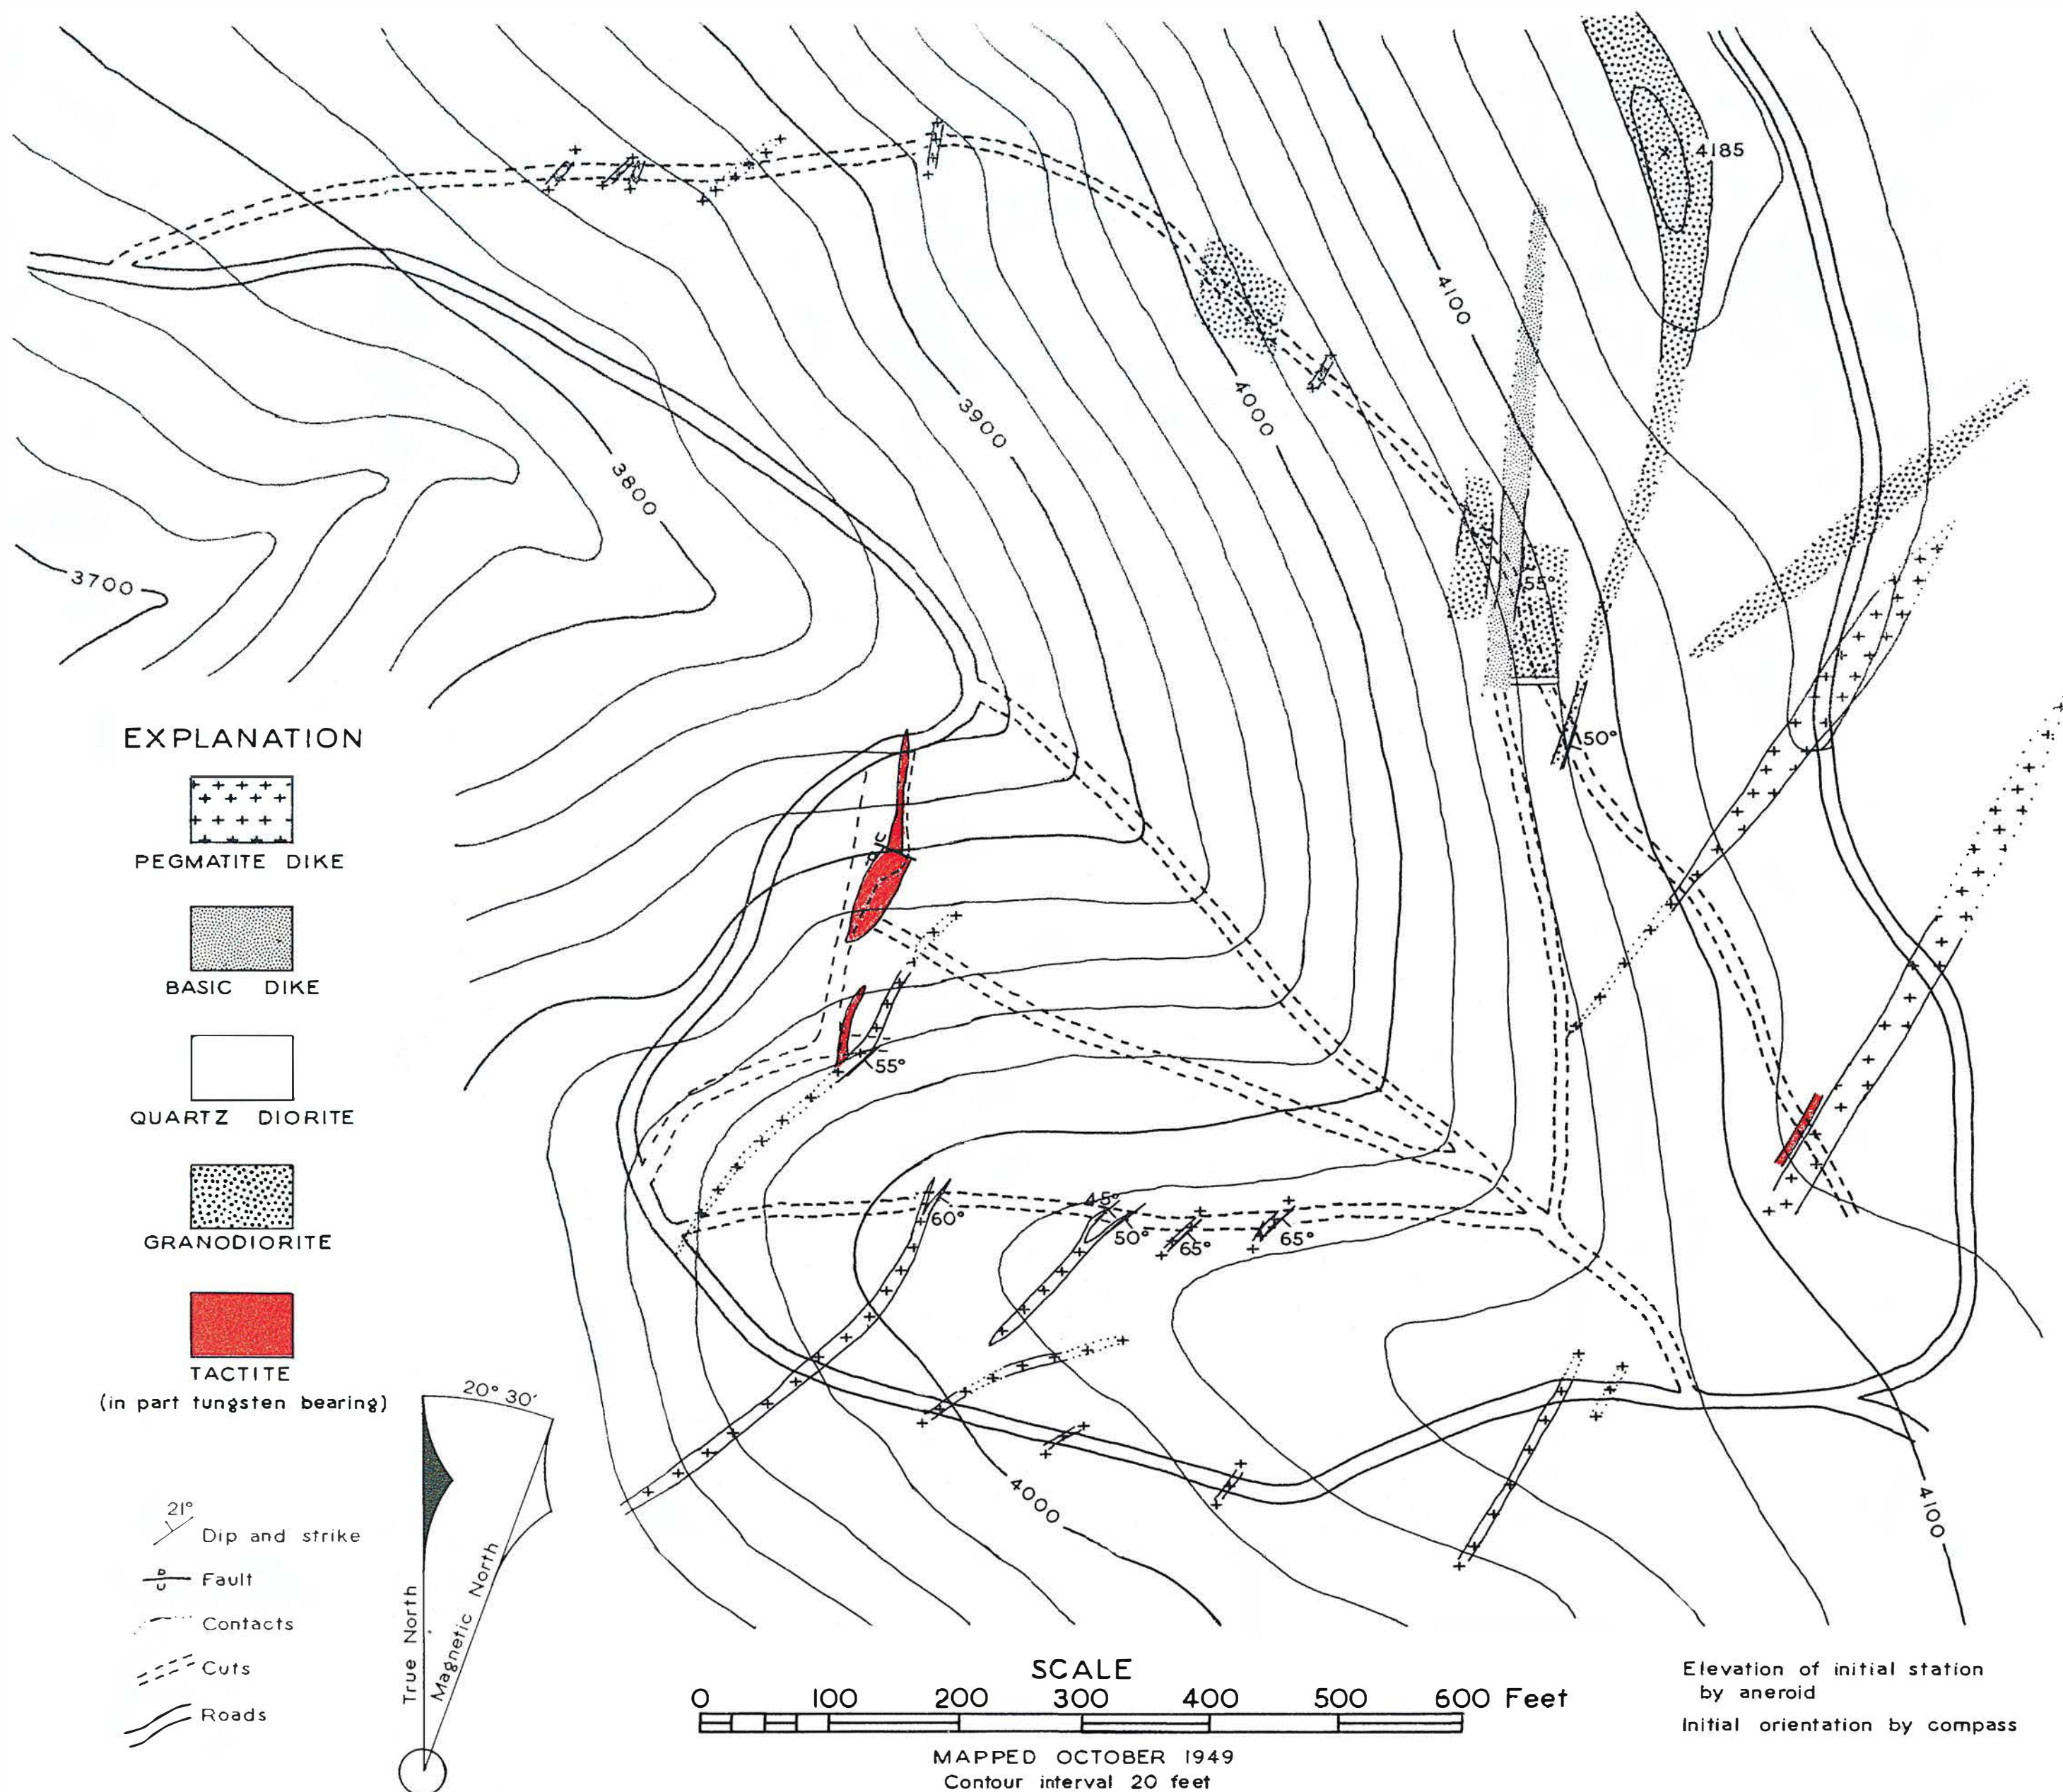 4185
4100
4000
3900
3800
3700
55°
50°
55°
60°
45°
50°
65°
65°
4000
4100
EXPLANATION
PEGMATITE DIKE
BASIC DIKE
QUARTZ DIORITE
GRANODIORITE
TACTITE
(in part tungsten bearing)
21°
Dip and strike
D
U
Fault
Contacts
Cuts
Roads
20° 30'
True North
Magnetic North
SCALE
0 100 200 300 400 500 600 Feet
MAPPED OCTOBER 1949
Contour interval 20 feet
Elevation of initial station
by aneroid
Initial orientation by compass